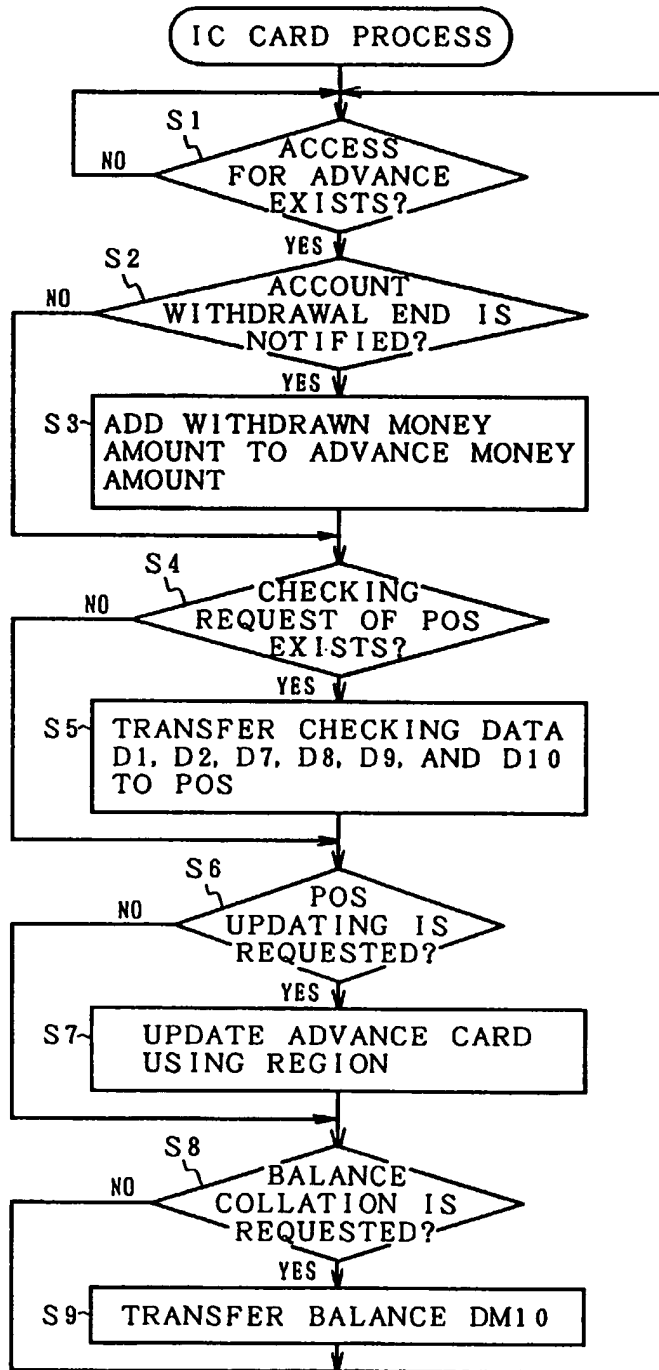 IC CARD PROCESS
S1
ACCESS
FOR ADVANCE
EXISTS?
NO
YES
S2
ACCOUNT
WITHDRAWAL END IS
NOTIFIED?
NO
YES
S3
ADD WITHDRAWN MONEY
AMOUNT TO ADVANCE MONEY
AMOUNT
S4
CHECKING
REQUEST OF POS
EXISTS?
NO
YES
S5
TRANSFER CHECKING DATA
D1, D2, D7, D8, D9, AND D10
TO POS
S6
POS
UPDATING IS
REQUESTED?
NO
YES
S7
UPDATE ADVANCE CARD
USING REGION
S8
BALANCE
COLLATION IS
REQUESTED?
NO
YES
S9
TRANSFER BALANCE DM10